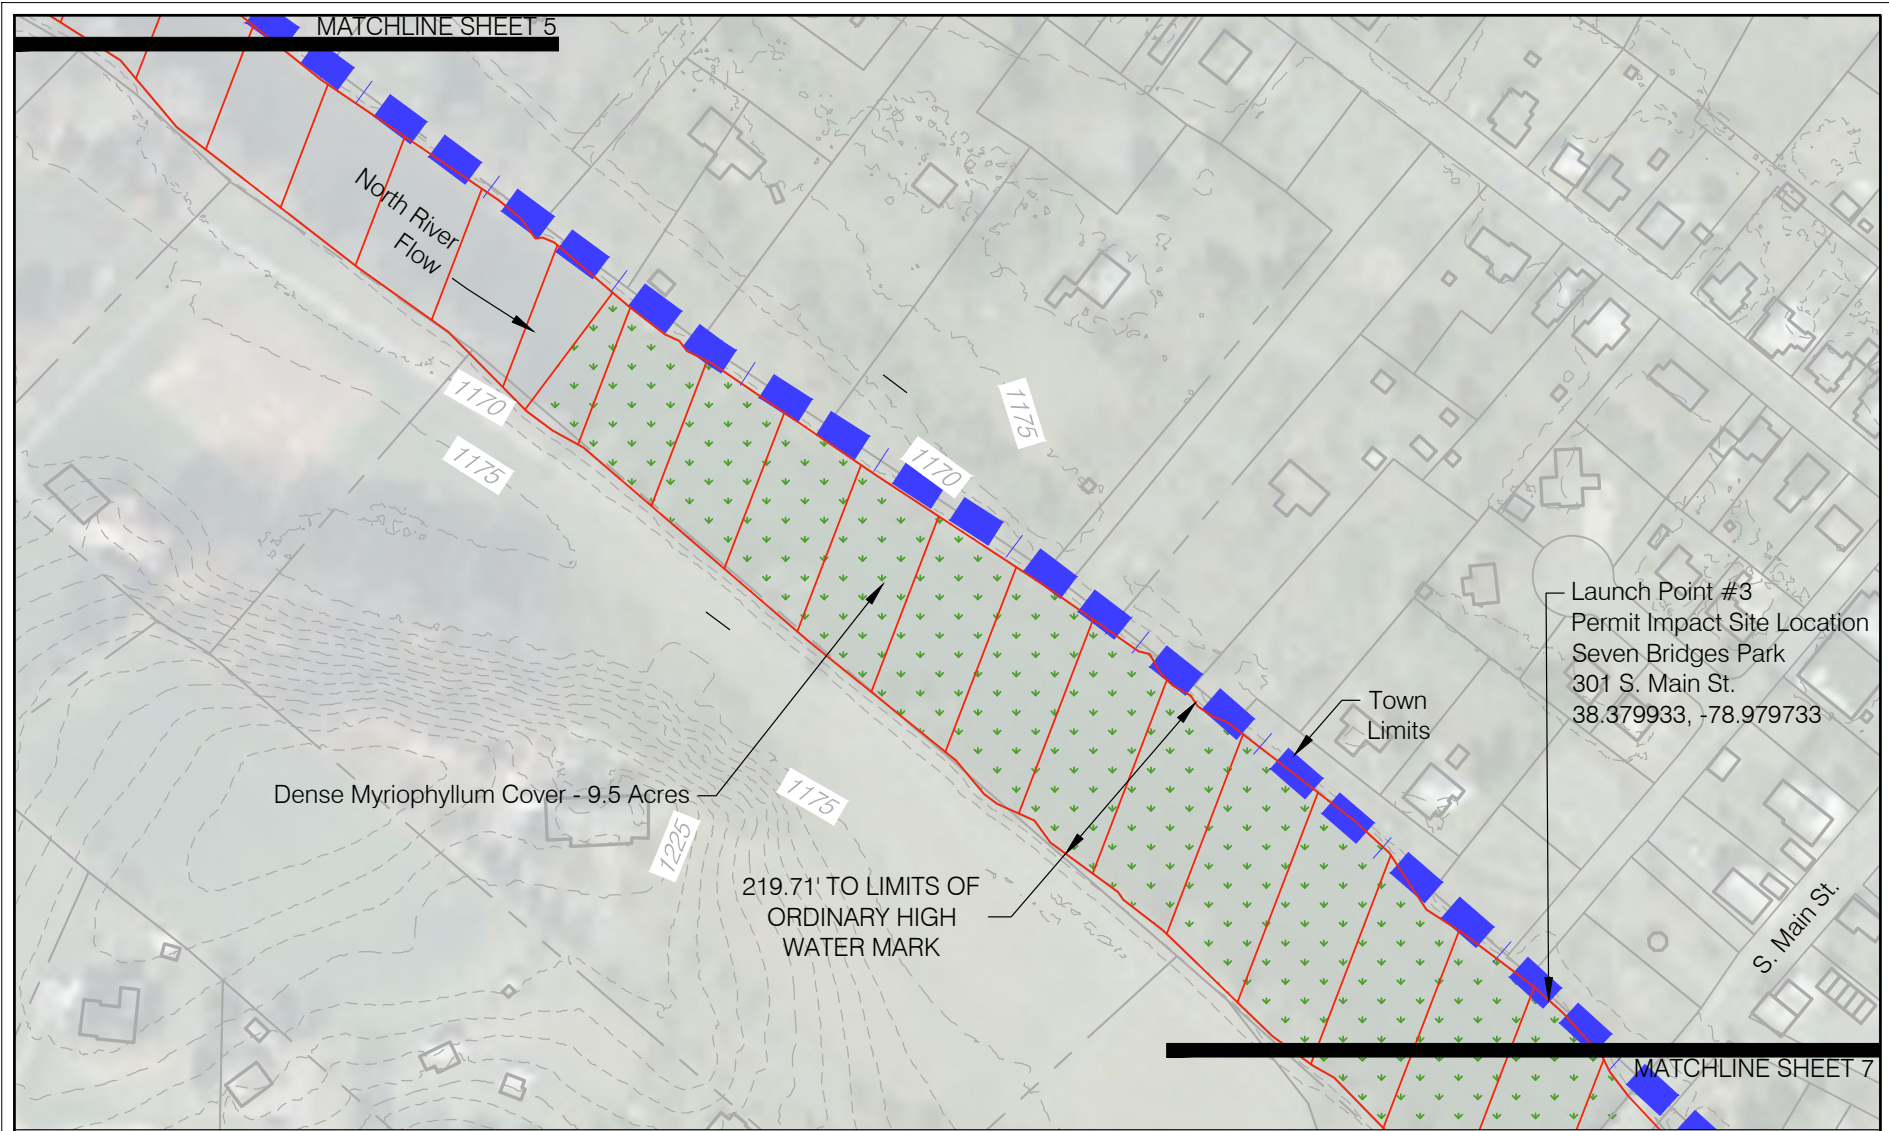 MATCHLINE SHEET 5
North River
Flow
1170
1175
1175
1170
Launch Point #3
Permit Impact Site Location
Seven Bridges Park
301 S. Main St.
38.379933, -78.979733
Town
Limits
Dense Myriophyllum Cover - 9.5 Acres
1175
1225
219.71' TO LIMITS OF
ORDINARY HIGH
WATER MARK
S. Main St.
MATCHLINE SHEET 7